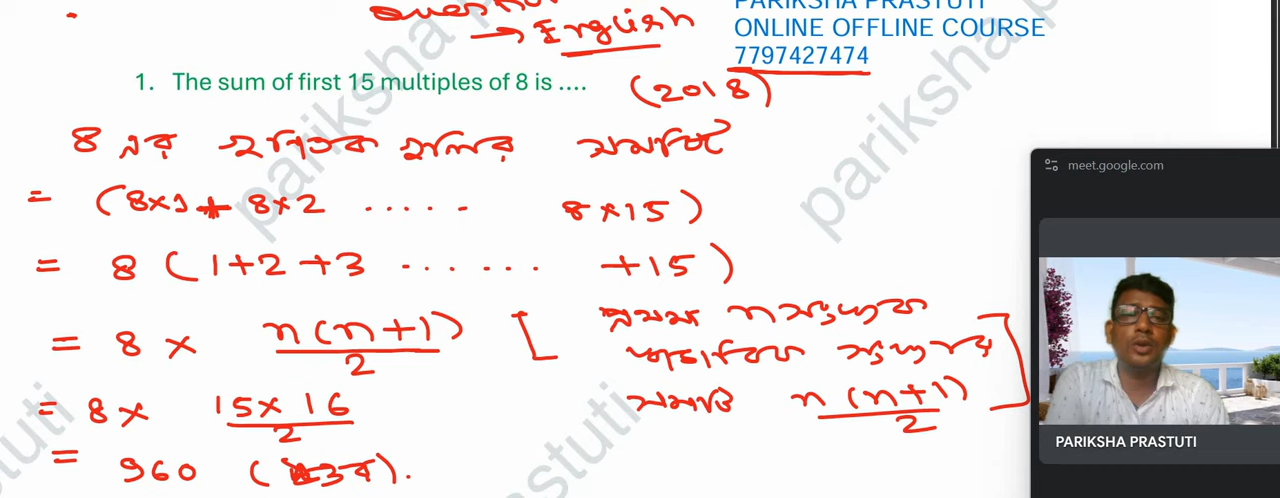 PARIKSHA PRASTUTI
→ English
ONLINE OFFLINE COURSE
7797427474
1. The sum of first 15 multiples of 8 is .... (2018)
8 এর গুণিতক গুলির সমষ্টি
= (8×1 + 8×2 ..... 8×15)
= 8 (1+2+3 ...... +15)
= 8 × n(n+1)/2 [ প্রথম n সংখ্যক
স্বাভাবিক সংখ্যার
সমষ্টি n(n+1)/2 ]
= 8 × 15×16/2
= 960 (উত্তর).
meet.google.com
PARIKSHA PRASTUTI